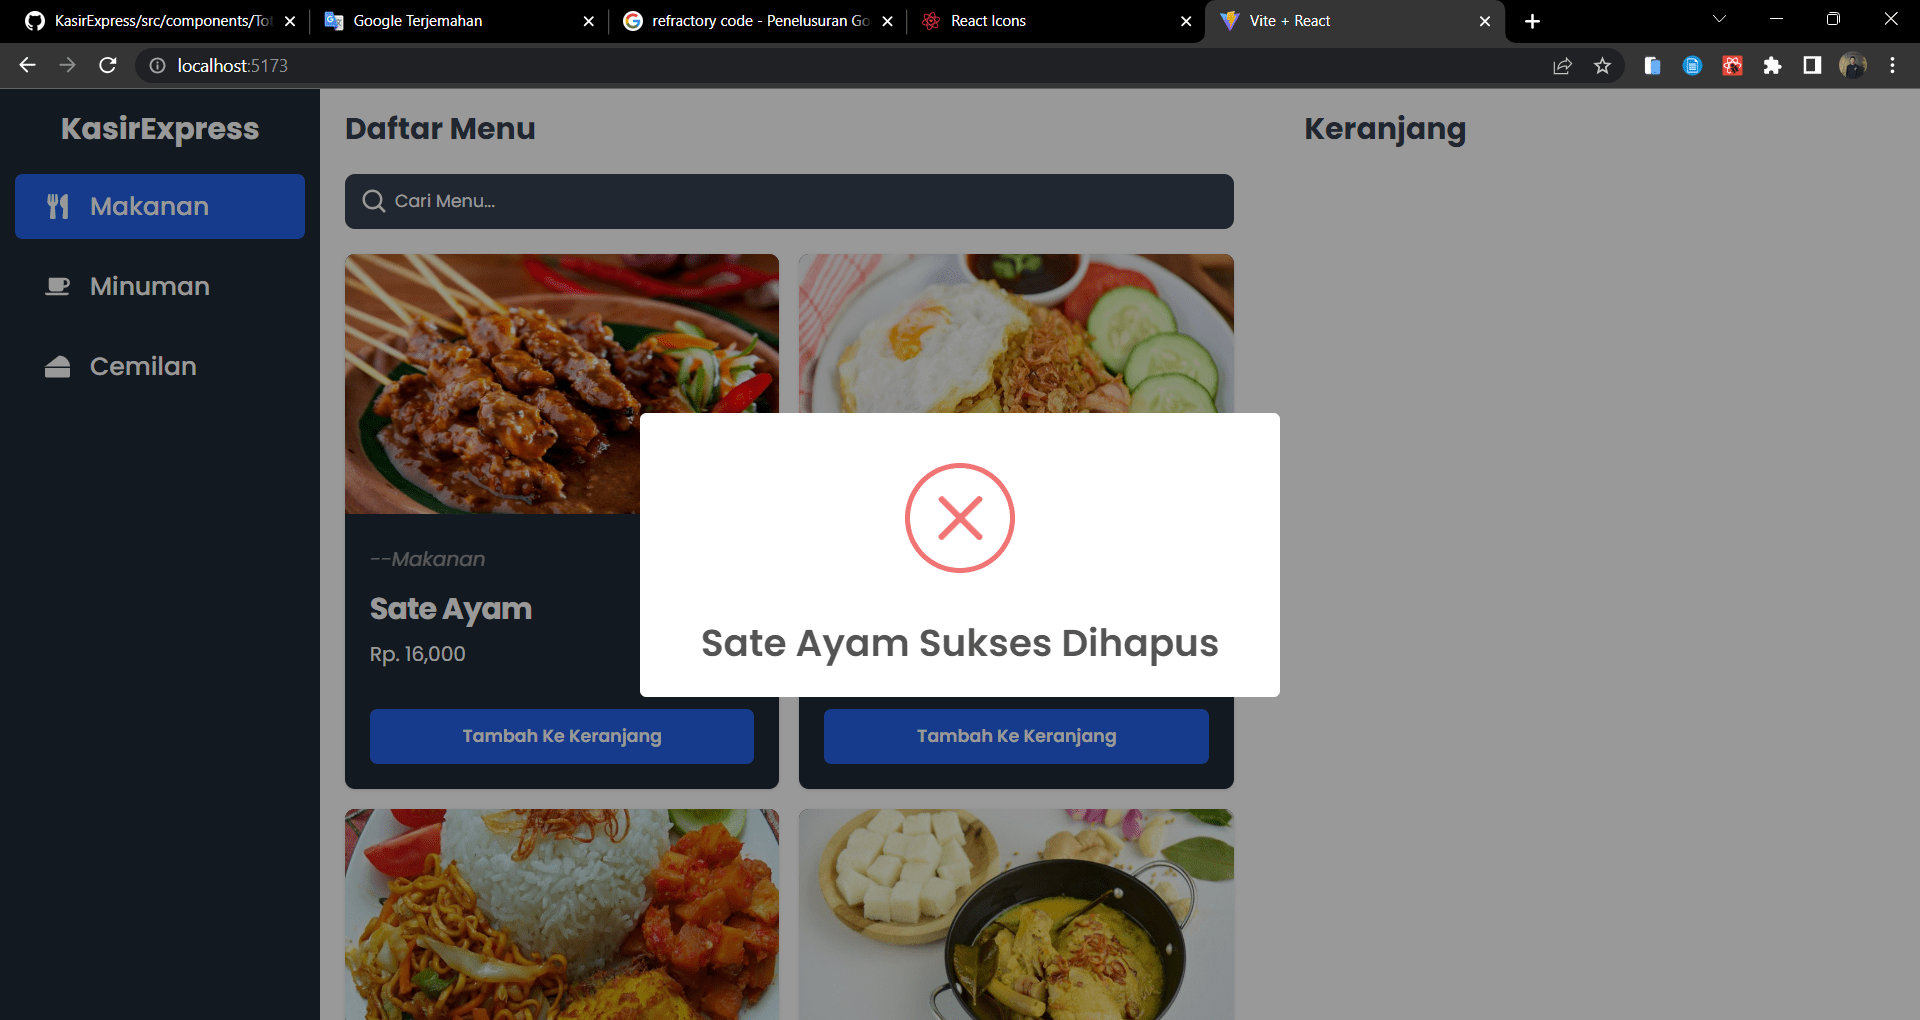 KasirExpress/src/components/Tot
Google Terjemahan
refractory code - Penelusuran Go
React Icons
Vite + React
localhost:5173
KasirExpress
Makanan
Minuman
Cemilan
Daftar Menu
Cari Menu...
Keranjang
--Makanan
Sate Ayam
Rp. 16,000
Tambah Ke Keranjang
Tambah Ke Keranjang
Sate Ayam Sukses Dihapus